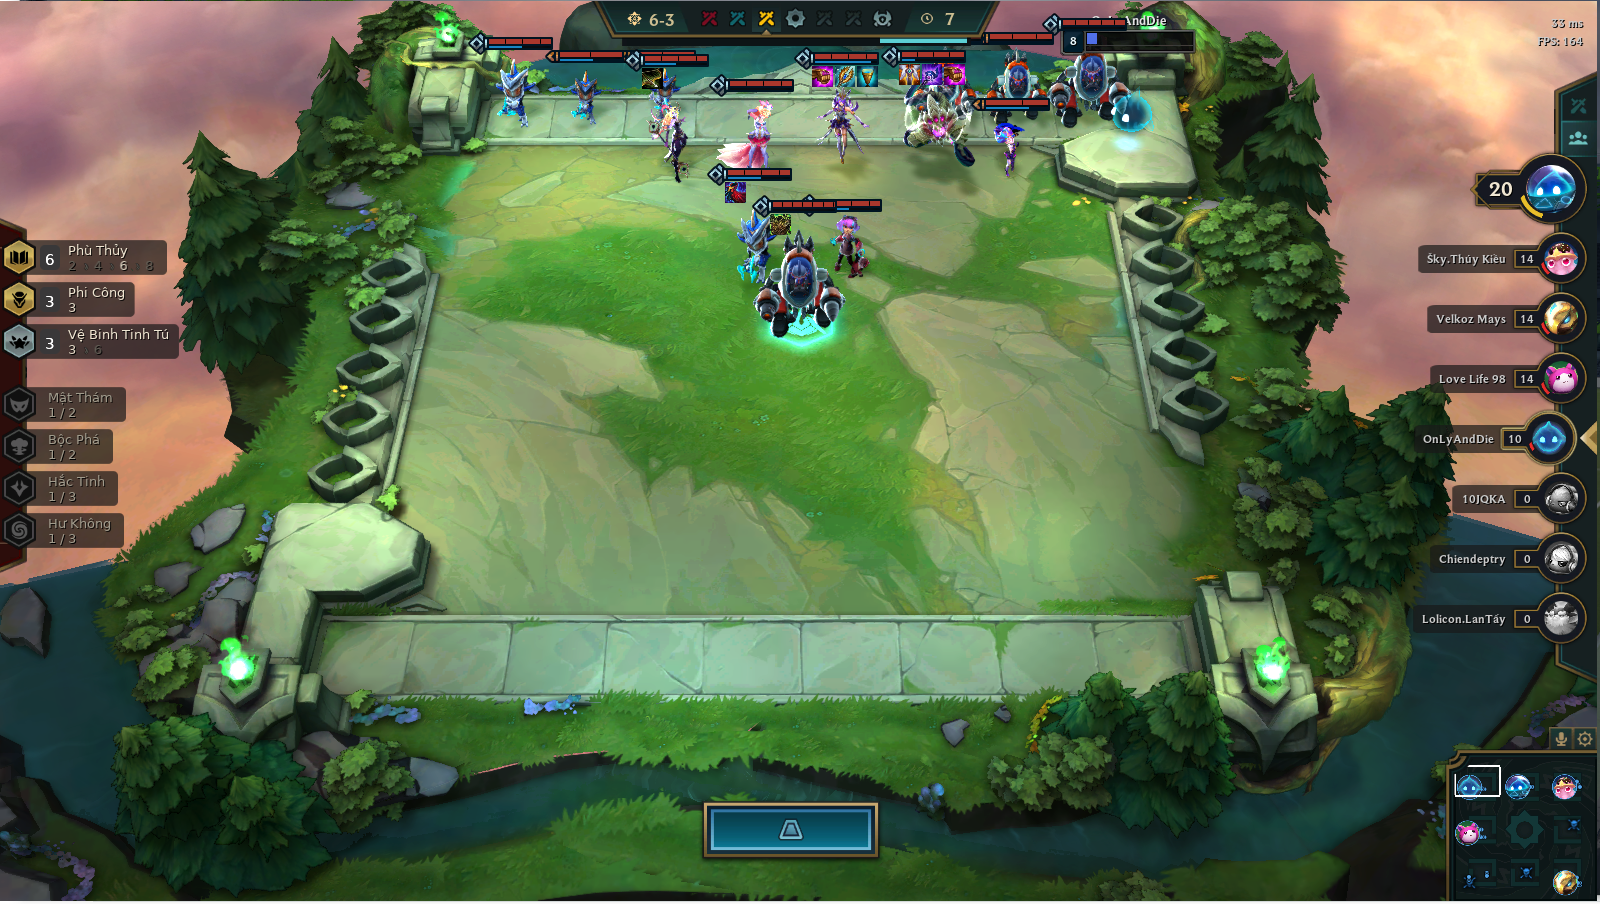 6-3
7
OnLyAndDie
8
33 ms
FPS: 164
20
6
Phù Thủy
2 4 6 8
3
Phi Công
3
3
Vệ Binh Tinh Tú
3 6
Mật Thám
1 / 2
Bộc Phá
1 / 2
Hắc Tinh
1 / 3
Hư Không
1 / 3
Sky.Thúy Kiều 14
Velkoz Mays 14
Love Life 98 14
OnLyAndDie 10
10JQKA 0
Chiendeptry 0
Lolicon.LanTấy 0